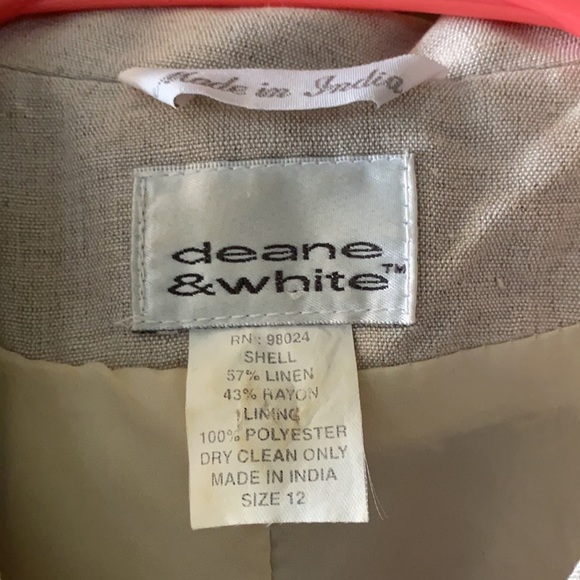 Made in India
deane
&white™
RN : 98024
SHELL
57% LINEN
43% RAYON
LINING
100% POLYESTER
DRY CLEAN ONLY
MADE IN INDIA
SIZE 12